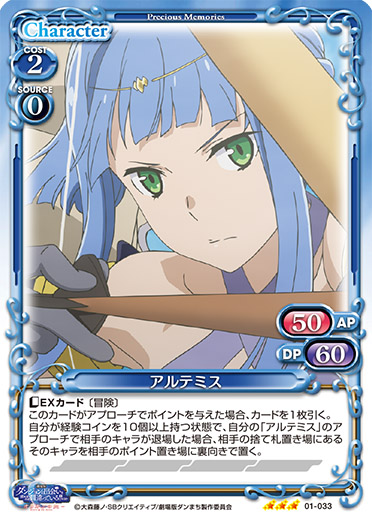 Precious Memories
Character
COST
2
SOURCE
0
50 AP
DP 60
アルテミス
EXカード〔冒険〕
このカードがアプローチでポイントを与えた場合、カードを1枚引く。
自分が経験コインを10個以上持つ状態で、自分の「アルテミス」のア
プローチで相手のキャラが退場した場合、相手の捨て札置き場にある
そのキャラを相手のポイント置き場に裏向きで置く。
©大森藤ノ・SBクリエイティブ/劇場版ダンまち製作委員会
01-033